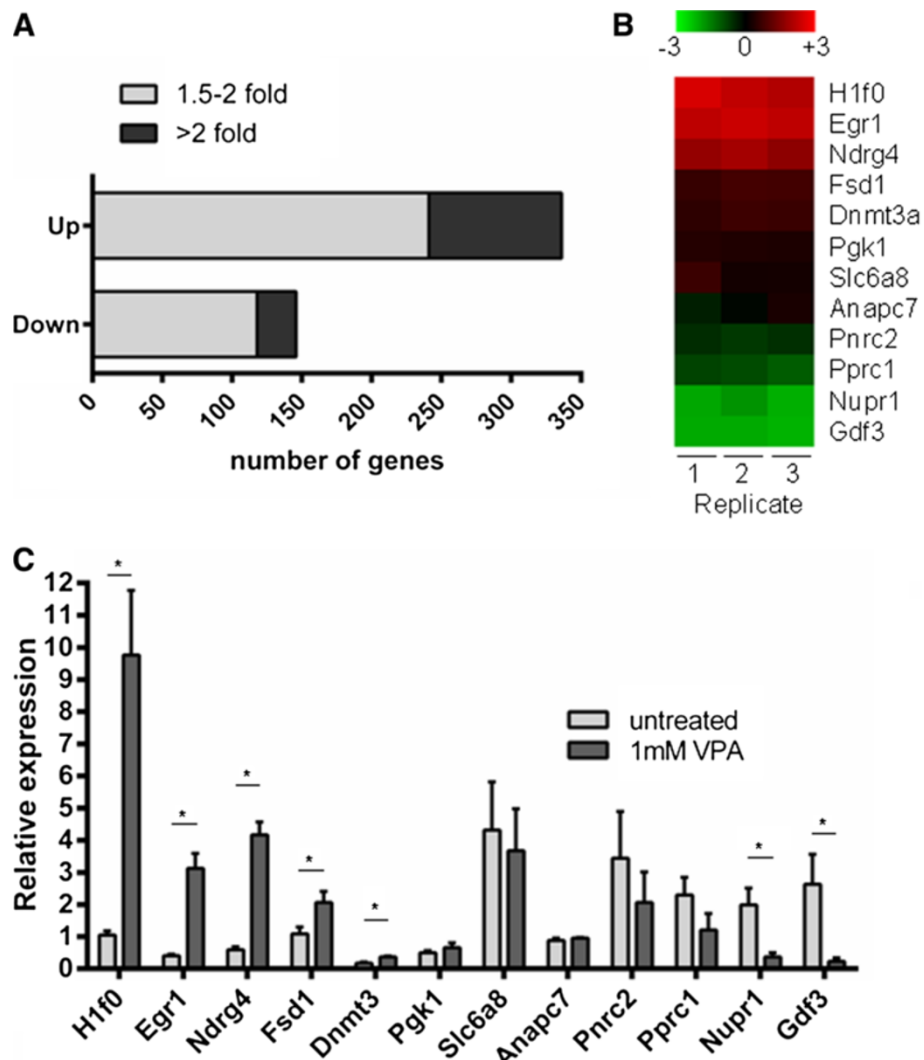 A
1.5-2 fold
>2 fold
Up
Down
0 50 100 150 200 250 300 350
number of genes
B
-3 0 +3
H1f0
Egr1
Ndrg4
Fsd1
Dnmt3a
Pgk1
Slc6a8
Anapc7
Pnrc2
Pprc1
Nupr1
Gdf3
1 2 3
Replicate
C
Relative expression
12
11
10
9
8
7
6
5
4
3
2
1
0
* * * * * * *
untreated
1mM VPA
H1f0 Egr1 Ndrg4 Fsd1 Dnmt3 Pgk1 Slc6a8 Anapc7 Pnrc2 Pprc1 Nupr1 Gdf3